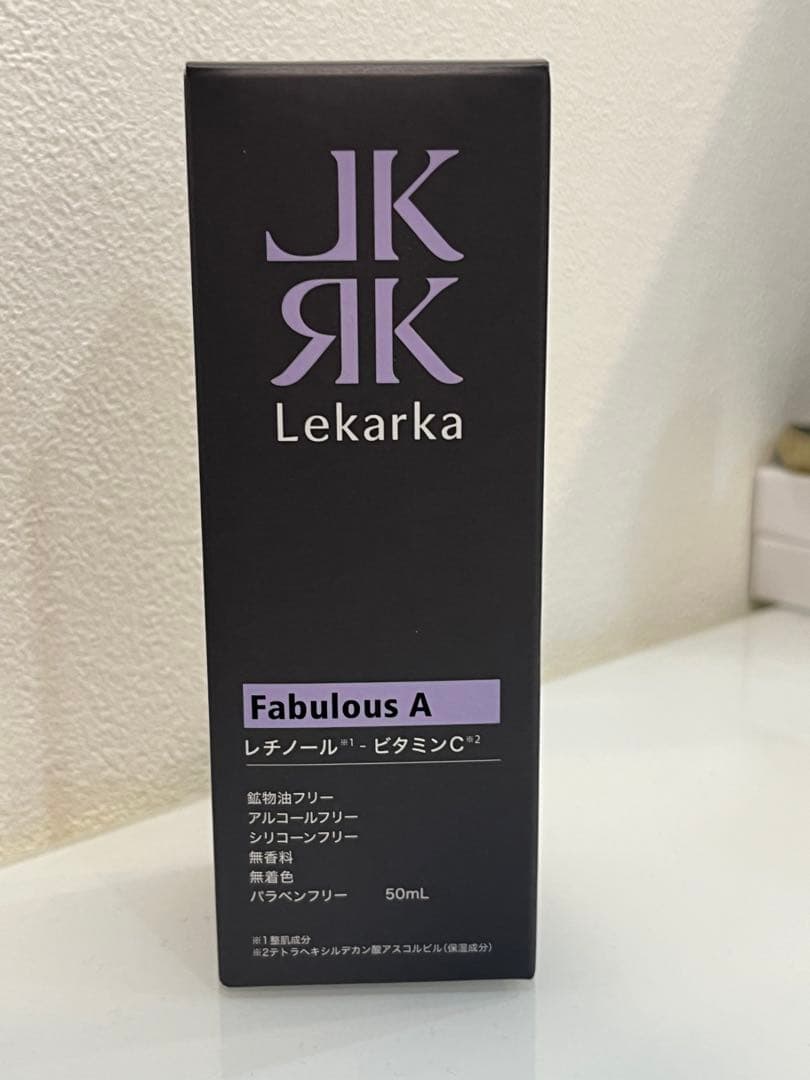 LK
RK
Lekarka
Fabulous A
レチノール※1 - ビタミンC※2
鉱物油フリー
アルコールフリー
シリコーンフリー
無香料
無着色
パラベンフリー 50mL
※1整肌成分
※2テトラヘキシルデカン酸アスコルビル(保湿成分)